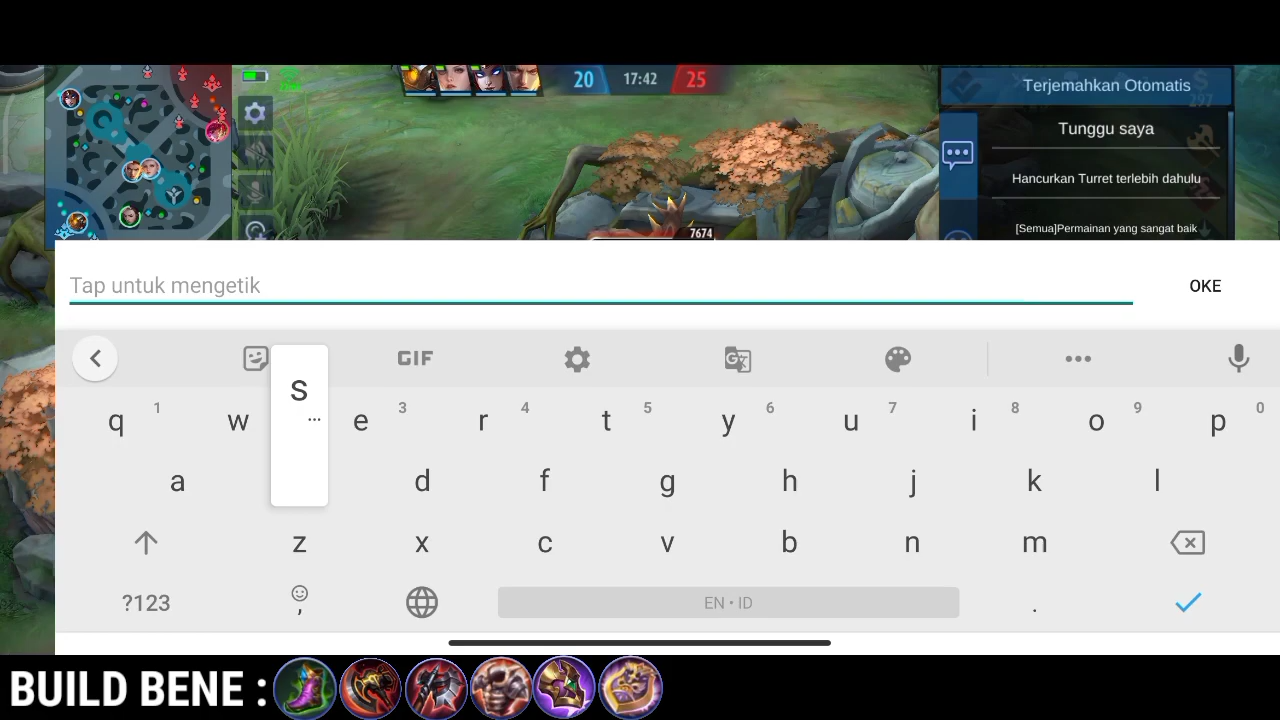 20 17:42 25
Terjemahkan Otomatis
Tunggu saya
Hancurkan Turret terlebih dahulu
[Semua]Permainan yang sangat baik
7674
Tap untuk mengetik
OKE
GIF
S
q 1 w e 3 r 4 t 5 y 6 u 7 i 8 o 9 p 0
a d f g h j k l
z x c v b n m
?123 , EN • ID .
BUILD BENE :